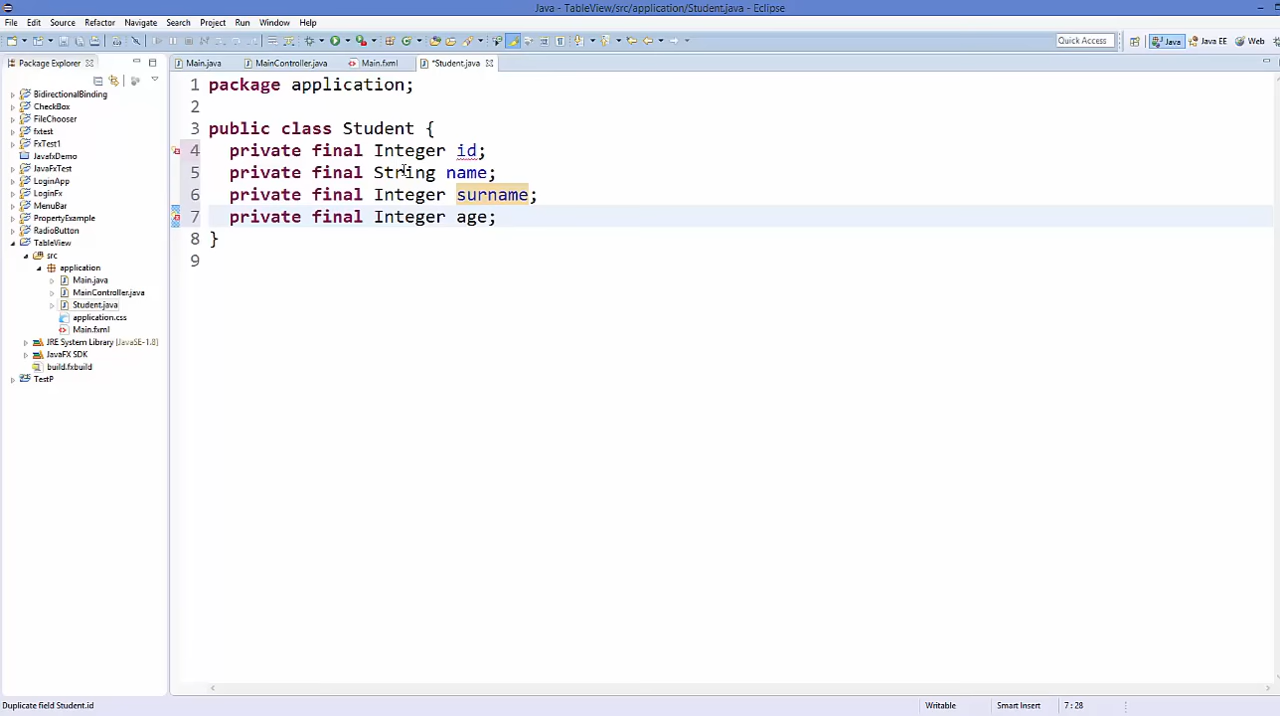 Java - TableView/src/application/Student.java - Eclipse
File Edit Source Refactor Navigate Search Project Run Window Help
Quick Access Java Java EE Web
Package Explorer Main.java MainController.java Main.fxml *Student.java
BidirectionalBinding
CheckBox
FileChooser
fxtest
FxTest1
JavafxDemo
JavaFxTest
LoginApp
LoginFx
MenuBar
PropertyExample
RadioButton
TableView
src
application
Main.java
MainController.java
Student.java
application.css
Main.fxml
JRE System Library [JavaSE-1.8]
JavaFX SDK
build.fxbuild
TestP
1 package application;
2
3 public class Student {
4 private final Integer id;
5 private final String name;
6 private final Integer surname;
7 private final Integer age;
8 }
9
Duplicate field Student.id Writable Smart Insert 7 : 28